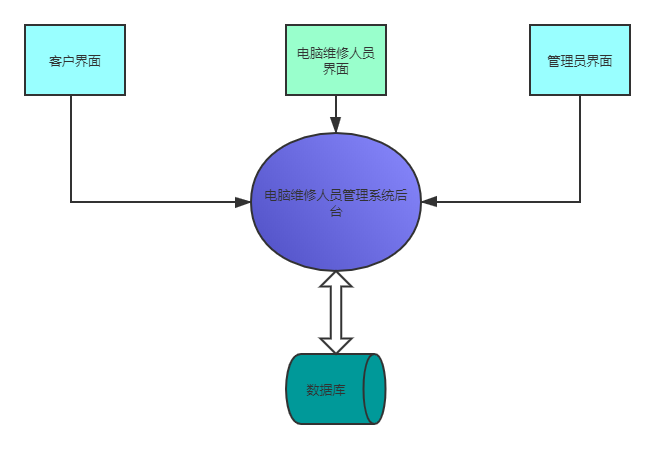 客户界面
电脑维修人员
界面
管理员界面
电脑维修人员管理系统后
台
数据库